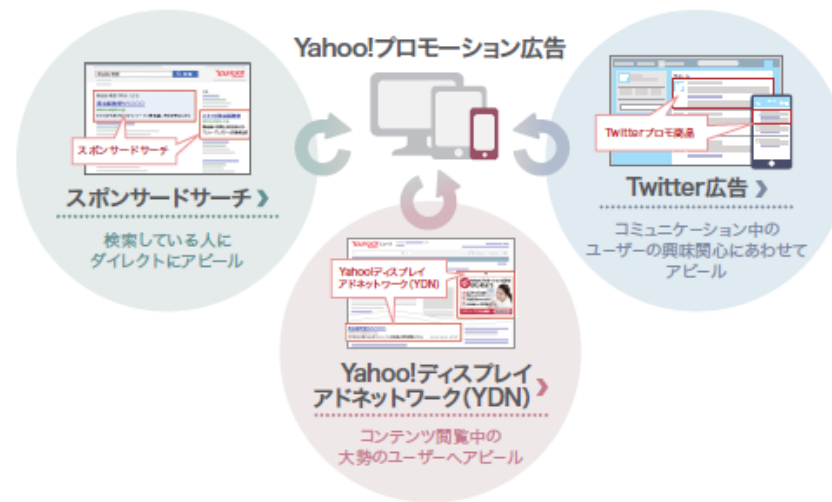 Yahoo!プロモーション広告
スポンサードサーチ
スポンサードサーチ
検索している人に
ダイレクトにアピール
Twitterプロモ商品
Twitter広告
コミュニケーション中の
ユーザーの興味関心にあわせて
アピール
Yahoo!ディスプレイ
アドネットワーク(YDN)
Yahoo!ディスプレイ
アドネットワーク(YDN)
コンテンツ閲覧中の
大勢のユーザーへアピール